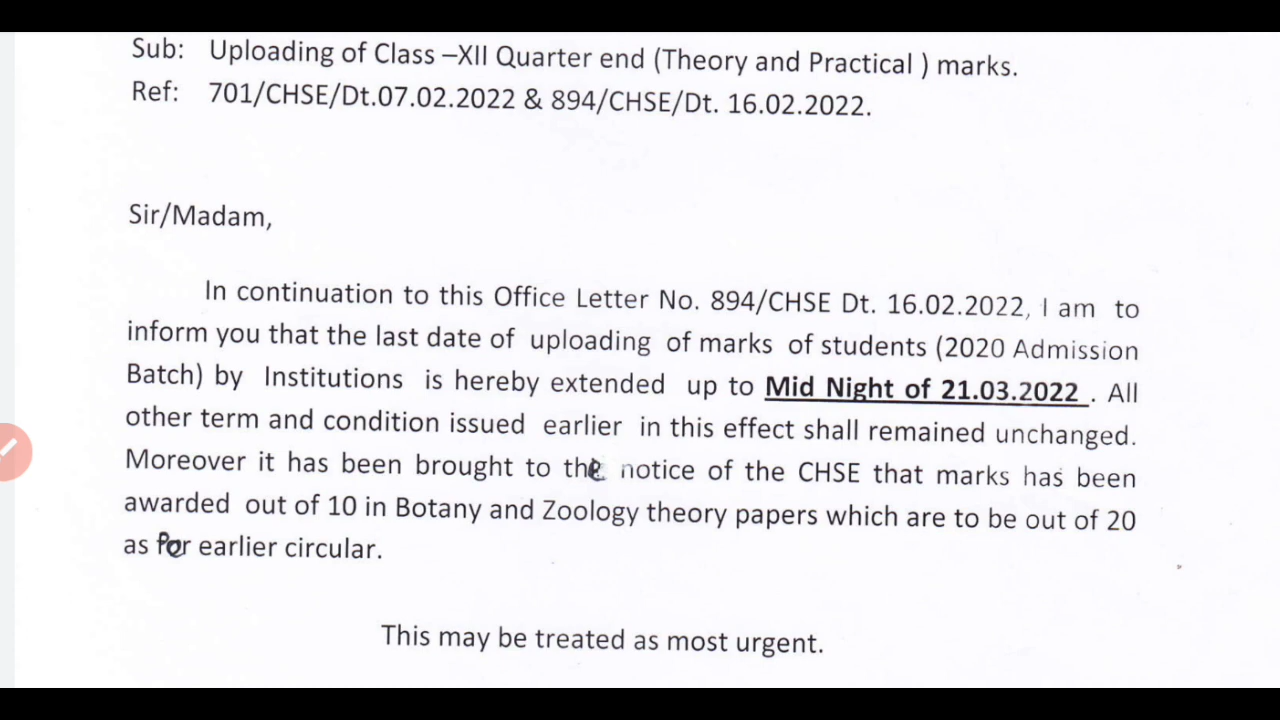 Sub: Uploading of Class –XII Quarter end (Theory and Practical ) marks.
Ref: 701/CHSE/Dt.07.02.2022 & 894/CHSE/Dt. 16.02.2022.
Sir/Madam,
In continuation to this Office Letter No. 894/CHSE Dt. 16.02.2022, I am to
inform you that the last date of uploading of marks of students (2020 Admission
Batch) by Institutions is hereby extended up to Mid Night of 21.03.2022 . All
other term and condition issued earlier in this effect shall remained unchanged.
Moreover it has been brought to the notice of the CHSE that marks has been
awarded out of 10 in Botany and Zoology theory papers which are to be out of 20
as Per earlier circular.
This may be treated as most urgent.